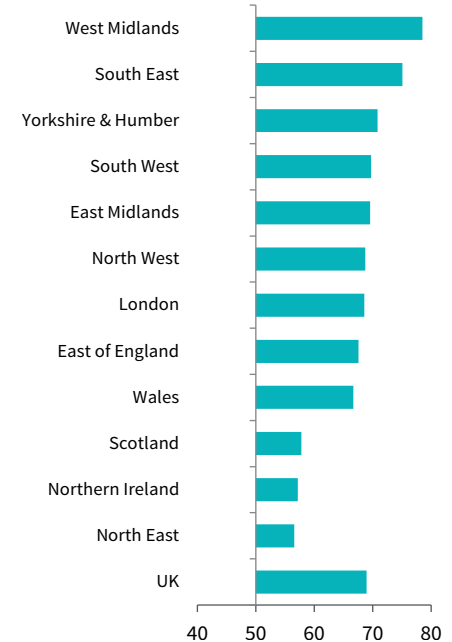 West Midlands
South East
Yorkshire & Humber
South West
East Midlands
North West
London
East of England
Wales
Scotland
Northern Ireland
North East
UK
40 50 60 70 80